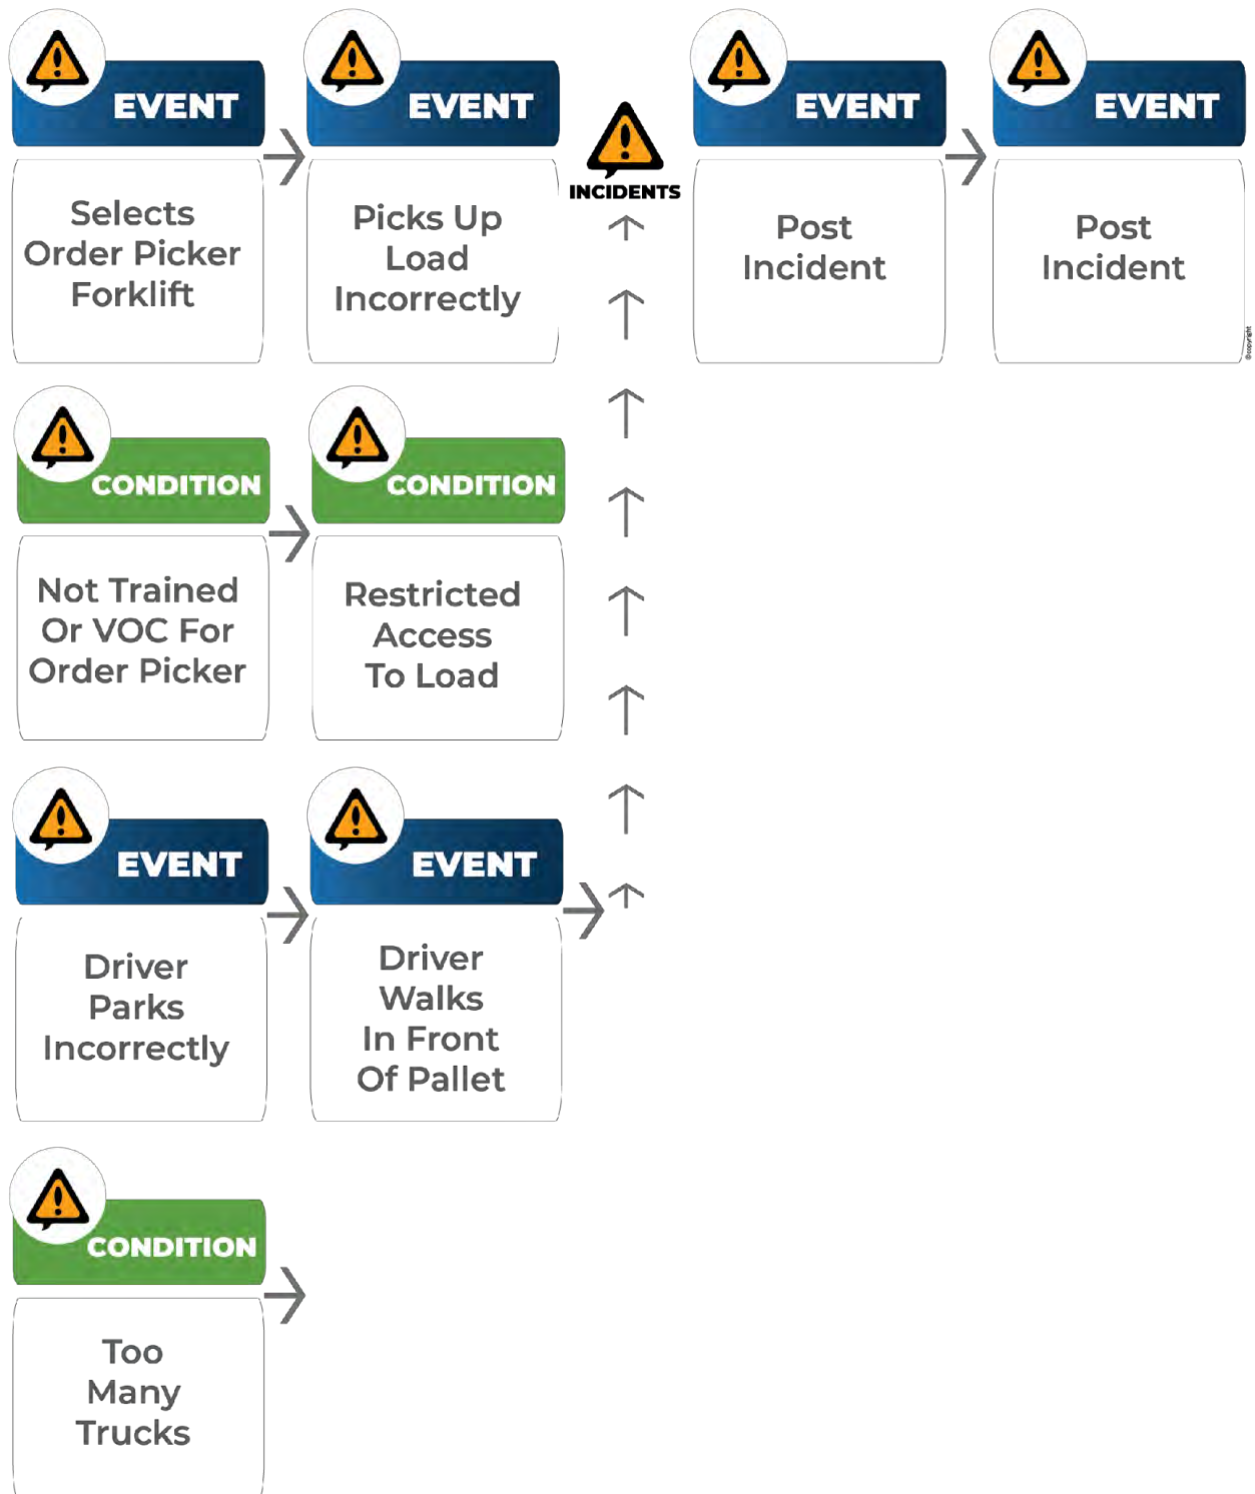 EVENT
Selects
Order Picker
Forklift
EVENT
Picks Up
Load
Incorrectly
INCIDENTS
EVENT
Post
Incident
EVENT
Post
Incident
©copyright
CONDITION
Not Trained
Or VOC For
Order Picker
CONDITION
Restricted
Access
To Load
EVENT
Driver
Parks
Incorrectly
EVENT
Driver
Walks
In Front
Of Pallet
CONDITION
Too
Many
Trucks